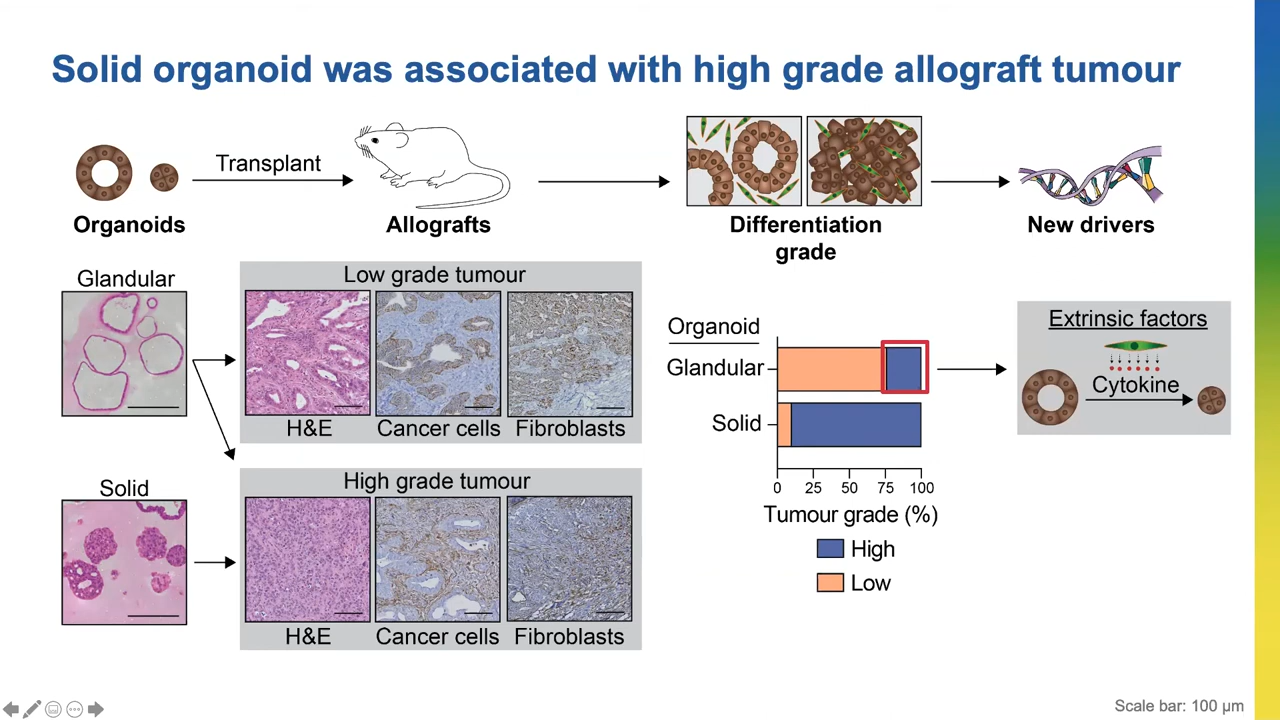 Solid organoid was associated with high grade allograft tumour
Transplant
Organoids
Allografts
Differentiation
grade
New drivers
Glandular
Low grade tumour
H&E
Cancer cells
Fibroblasts
Solid
High grade tumour
H&E
Cancer cells
Fibroblasts
Organoid
Glandular
Solid
0
25
50
75
100
Tumour grade (%)
High
Low
Extrinsic factors
Cytokine
Scale bar: 100 μm